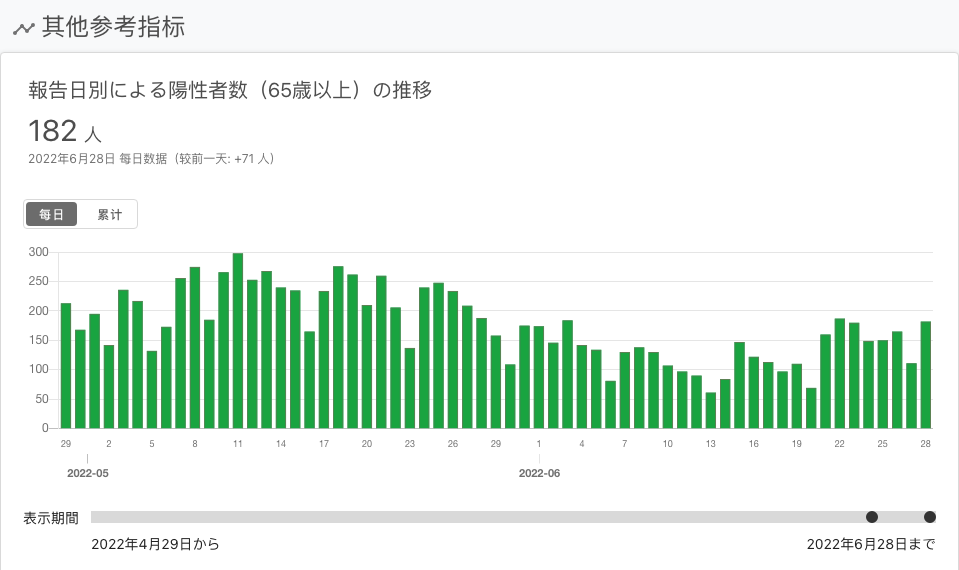 其他参考指标
報告日別による陽性者数（65歳以上）の推移
182 人
2022年6月28日 每日数据（较前一天: +71 人）
每日 累计
300
250
200
150
100
50
0
29 2 5 8 11 14 17 20 23 26 29 1 4 7 10 13 16 19 22 25 28
2022-05 2022-06
表示期間
2022年4月29日から 2022年6月28日まで